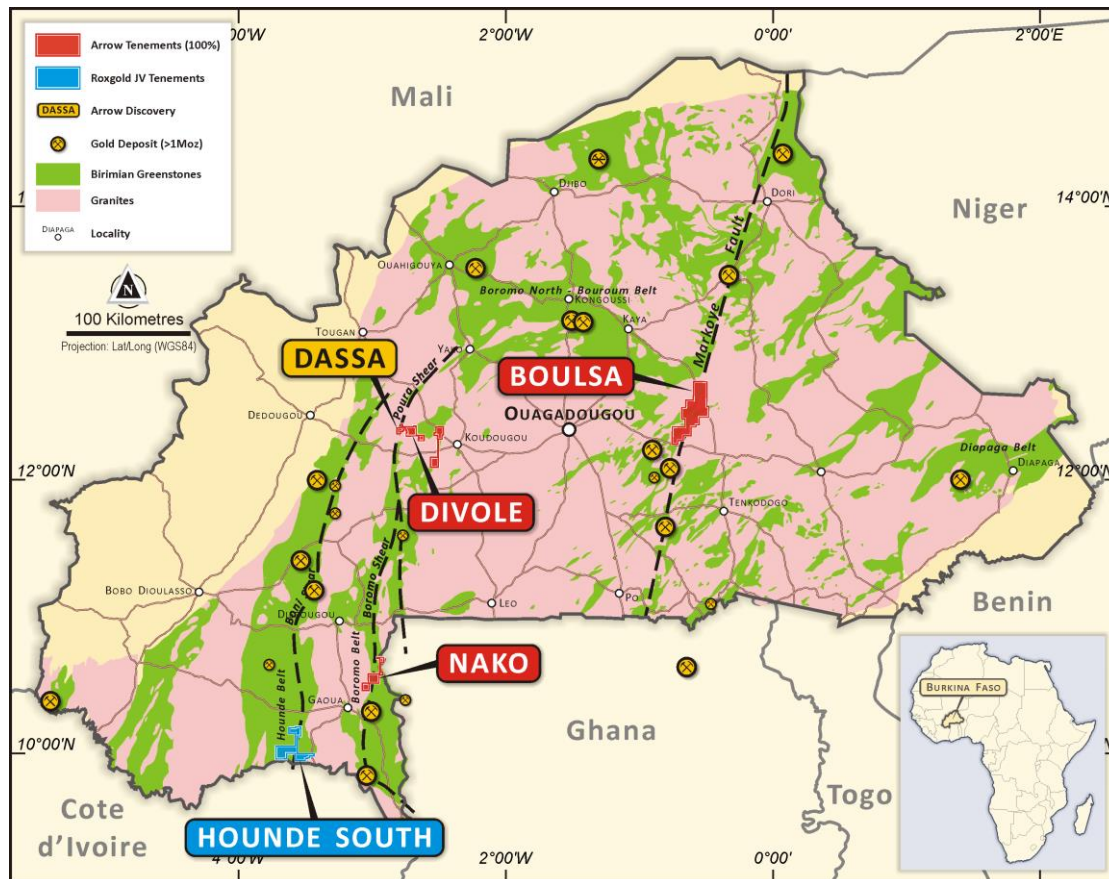 4°00'W
2°00'W
0°00'
2°00'E
Arrow Tenements (100%)
Roxgold JV Tenements
DASSA Arrow Discovery
Gold Deposit (>1Moz)
Birimian Greenstones
Granites
DIAPAGA Locality
N
100 Kilometres
Projection: Lat/Long (WGS84)
Mali
Niger
14°00'N
DJIBO
DORI
OUAHIGOUYA
Boromo North - Bouroum Belt
KONGOUSSI
KAYA
Markoye Fault
TOUGAN
YAKO
DASSA
Poura Shear
BOULSA
OUAGADOUGOU
DEDOUGOU
KOUDOUGOU
Diapaga Belt
DIAPAGA
12°00'N
12°00'N
DIVOLE
TENKODOGO
BOBO DIOULASSO
Boromo Shear
LEO
PO
Benin
NAKO
Boromo Belt
GAOUA
Hounde Belt
BURKINA FASO
10°00'N
Ghana
Togo
Cote
d'Ivoire
HOUNDE SOUTH
4°00'W
2°00'W
0°00'